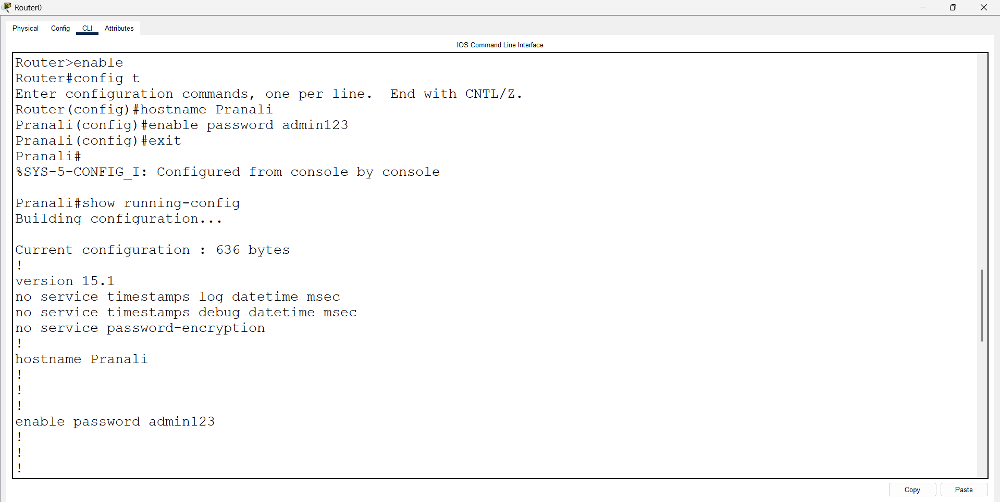 Router0
Physical Config CLI Attributes
IOS Command Line Interface
Router>enable
Router#config t
Enter configuration commands, one per line.  End with CNTL/Z.
Router(config)#hostname Pranali
Pranali(config)#enable password admin123
Pranali(config)#exit
Pranali#
%SYS-5-CONFIG_I: Configured from console by console
Pranali#show running-config
Building configuration...
Current configuration : 636 bytes
!
version 15.1
no service timestamps log datetime msec
no service timestamps debug datetime msec
no service password-encryption
!
hostname Pranali
!
!
!
enable password admin123
!
!
!
Copy Paste